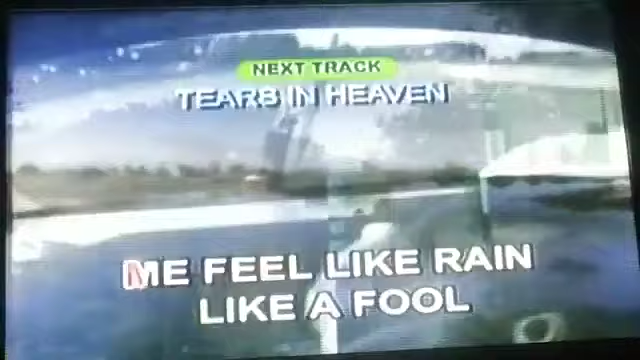 NEXT TRACK
TEARS IN HEAVEN
ME FEEL LIKE RAIN
LIKE A FOOL